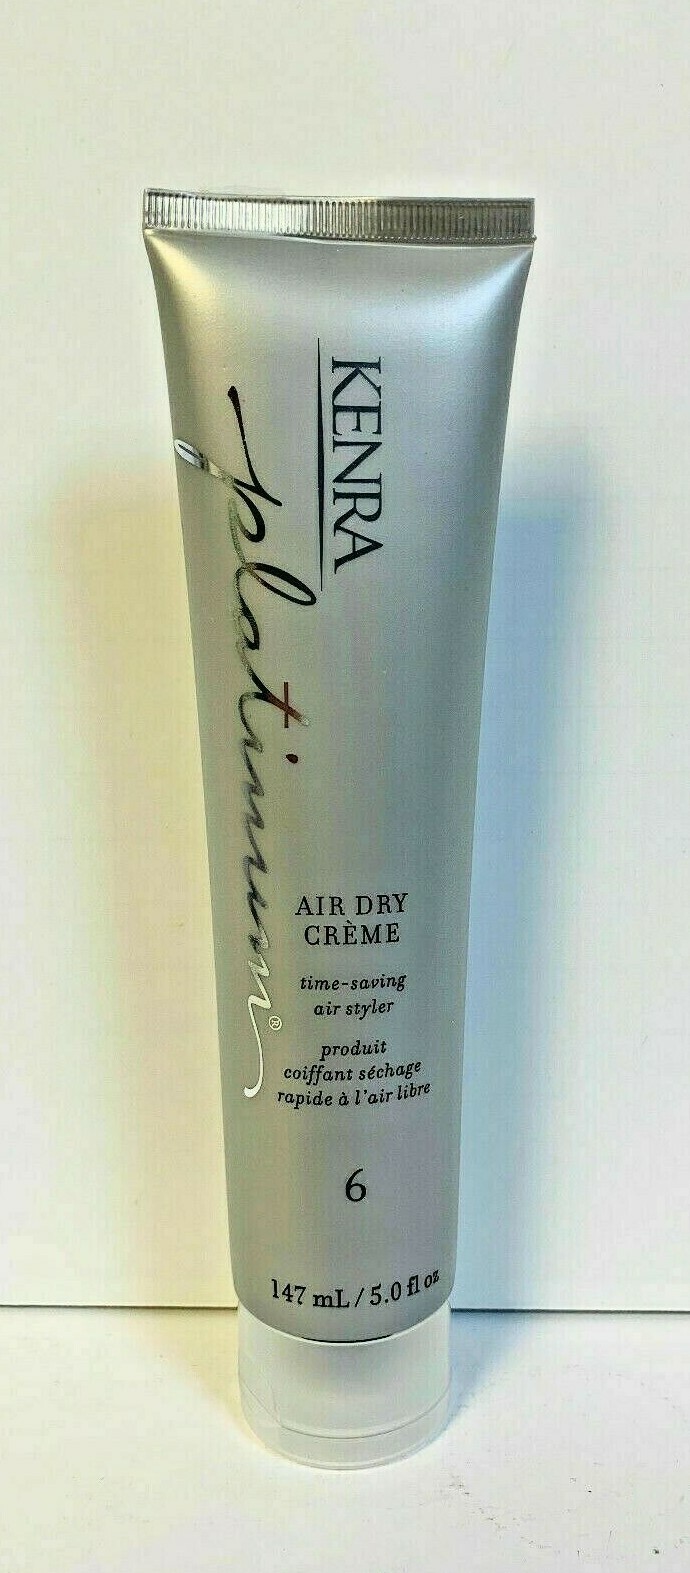 KENRA
platinum®
AIR DRY
CRÈME
time-saving
air styler
produit
coiffant séchage
rapide à l'air libre
6
147 mL / 5.0 fl oz